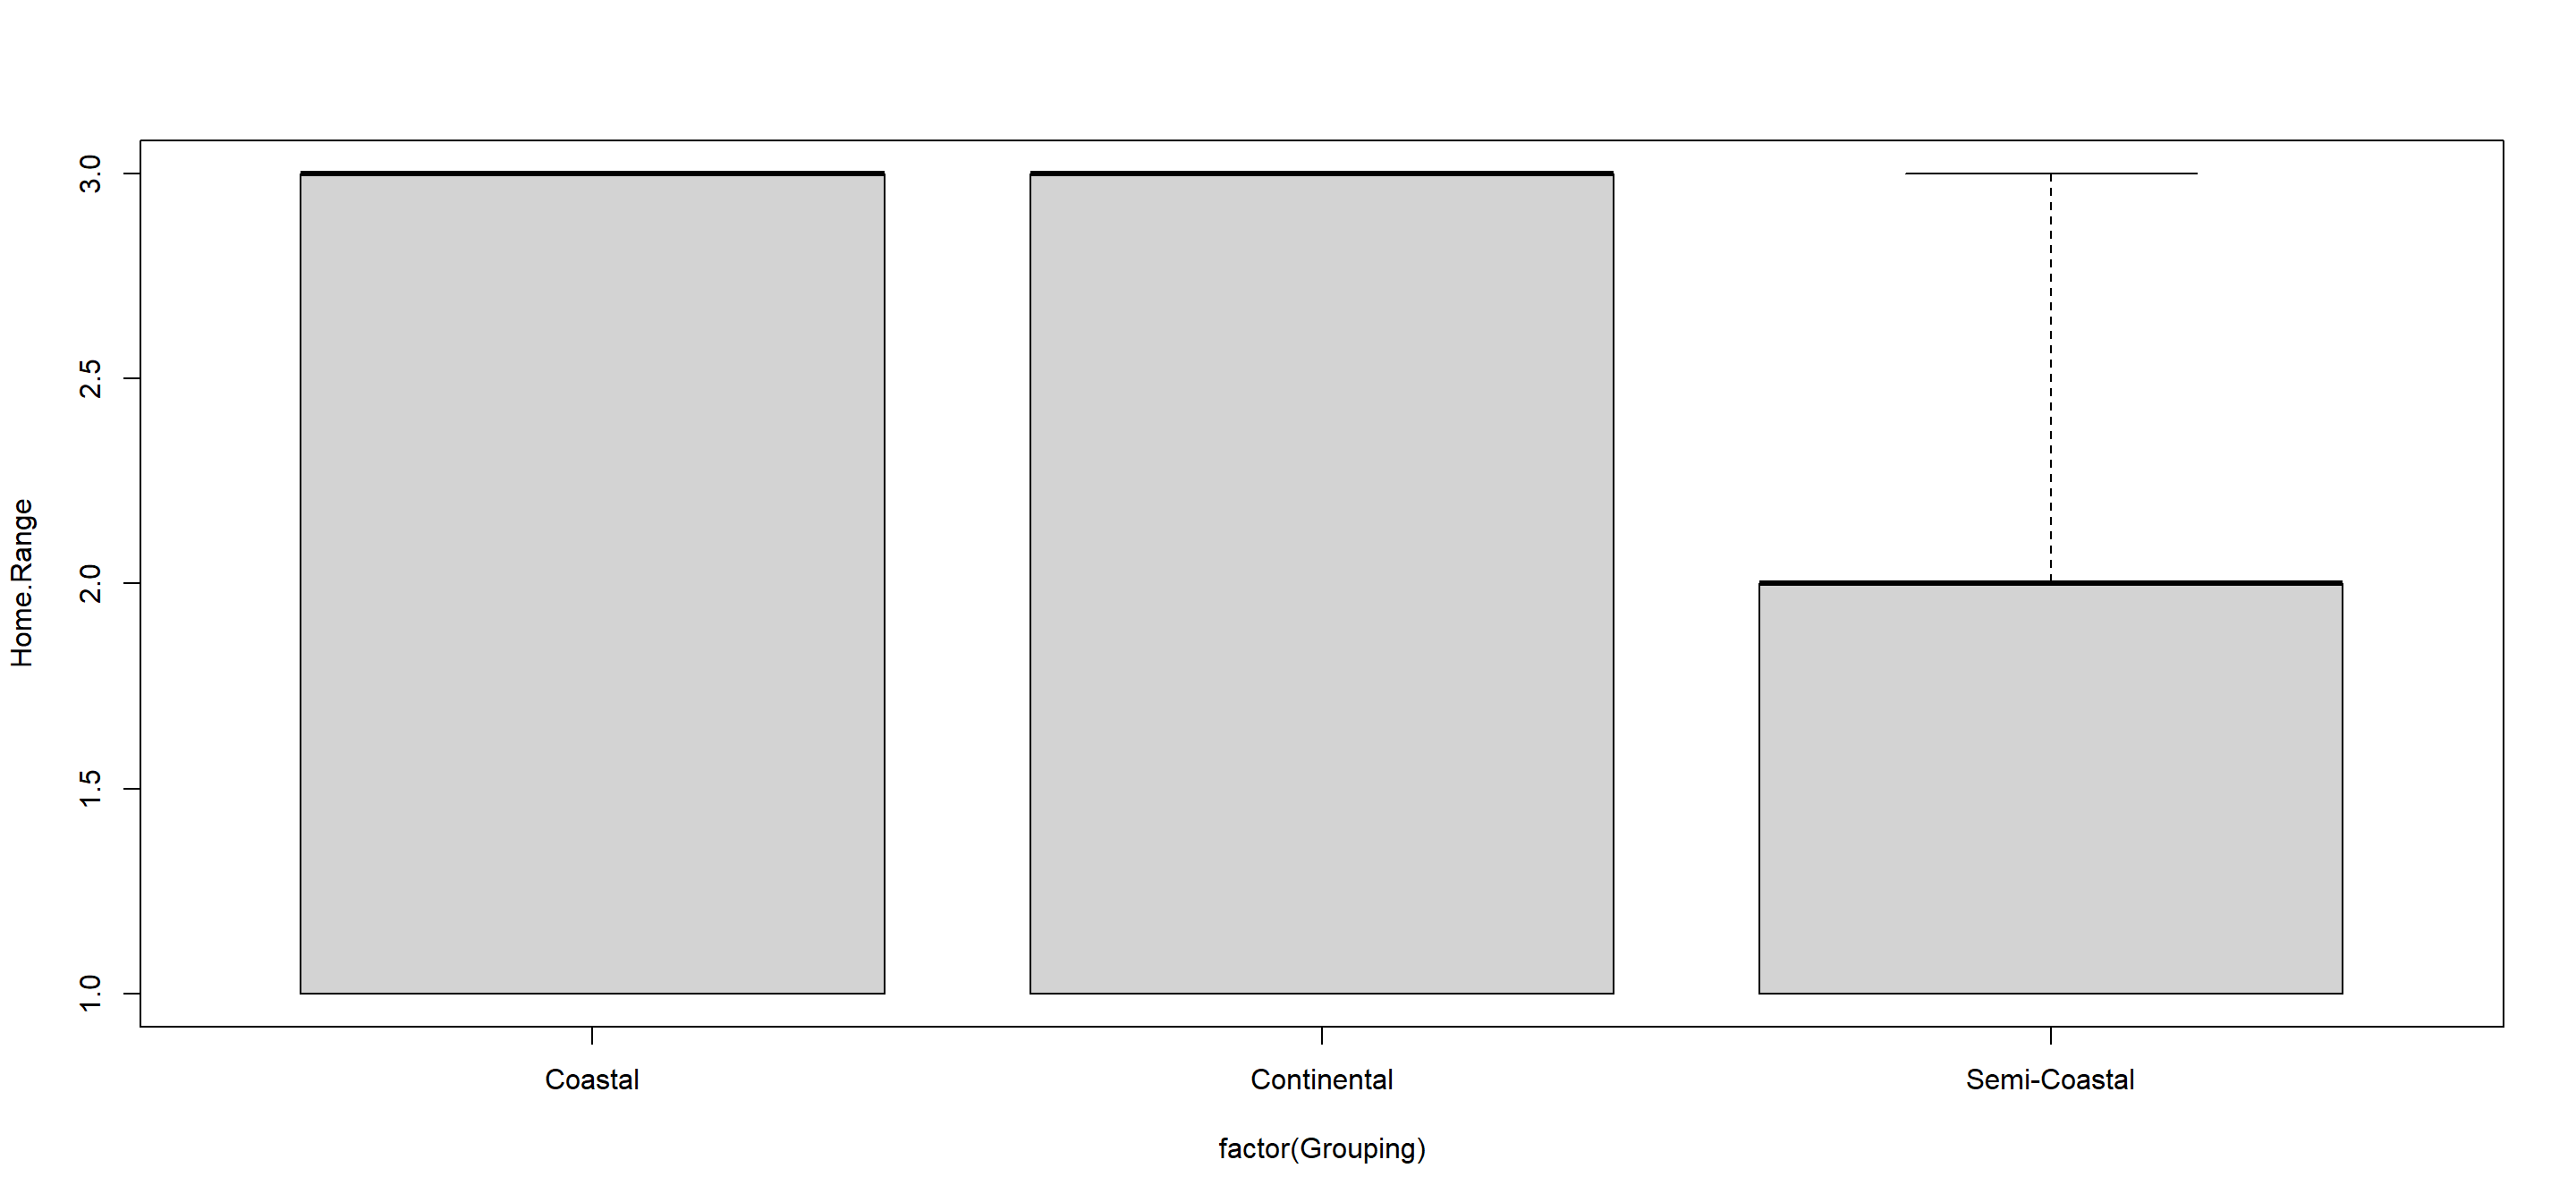 Home.Range
3.0
2.5
2.0
1.5
1.0
Coastal
Continental
Semi-Coastal
factor(Grouping)